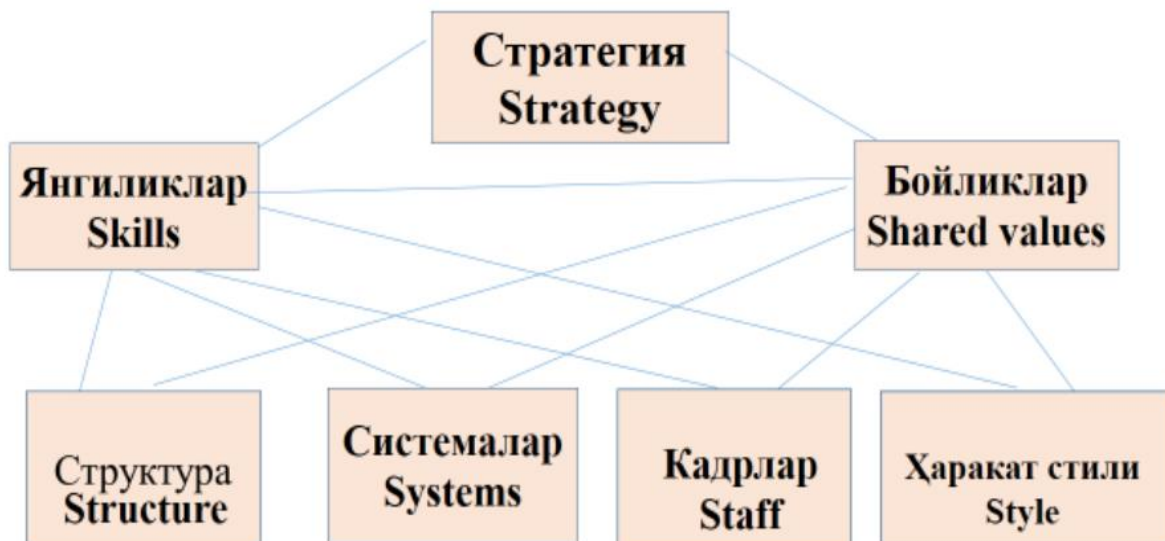 Стратегия
Strategy
Янгиликлар
Skills
Бойликлар
Shared values
Структура
Structure
Системалар
Systems
Кадрлар
Staff
Ҳаракат стили
Style